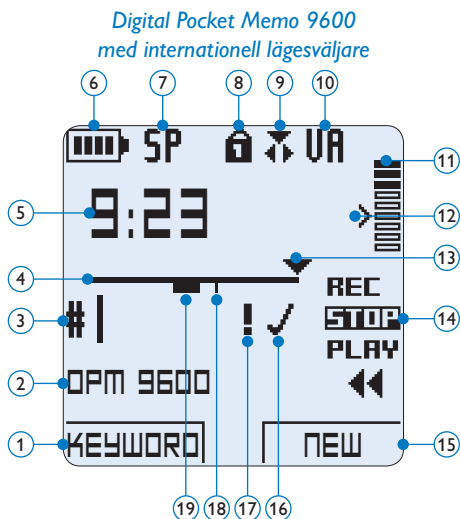 Digital Pocket Memo 9600
med internationell lägesväljare
6 7 8 9 10
SP VA
11
5 9:23 12
13
4 REC
3 #1 STOP 14
PLAY
2 DPM 9600
1 KEYWORD NEW 15
19 18 17 16
!